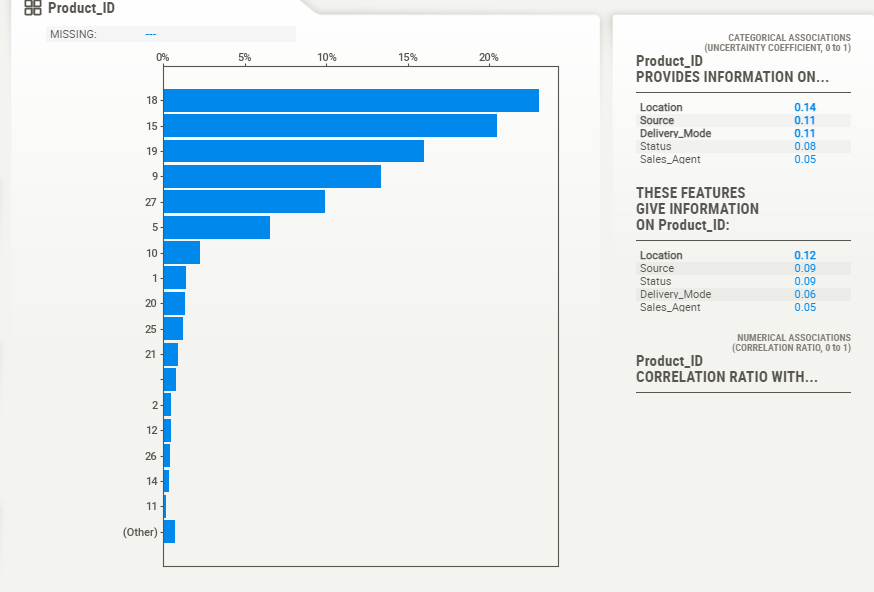 Product_ID
MISSING: ---
0% 5% 10% 15% 20%
18
15
19
9
27
5
10
1
20
25
21
2
12
26
14
11
(Other)
CATEGORICAL ASSOCIATIONS
(UNCERTAINTY COEFFICIENT, 0 to 1)
Product_ID
PROVIDES INFORMATION ON...
Location 0.14
Source 0.11
Delivery_Mode 0.11
Status 0.08
Sales_Agent 0.05
THESE FEATURES
GIVE INFORMATION
ON Product_ID:
Location 0.12
Source 0.09
Status 0.09
Delivery_Mode 0.06
Sales_Agent 0.05
NUMERICAL ASSOCIATIONS
(CORRELATION RATIO, 0 to 1)
Product_ID
CORRELATION RATIO WITH...